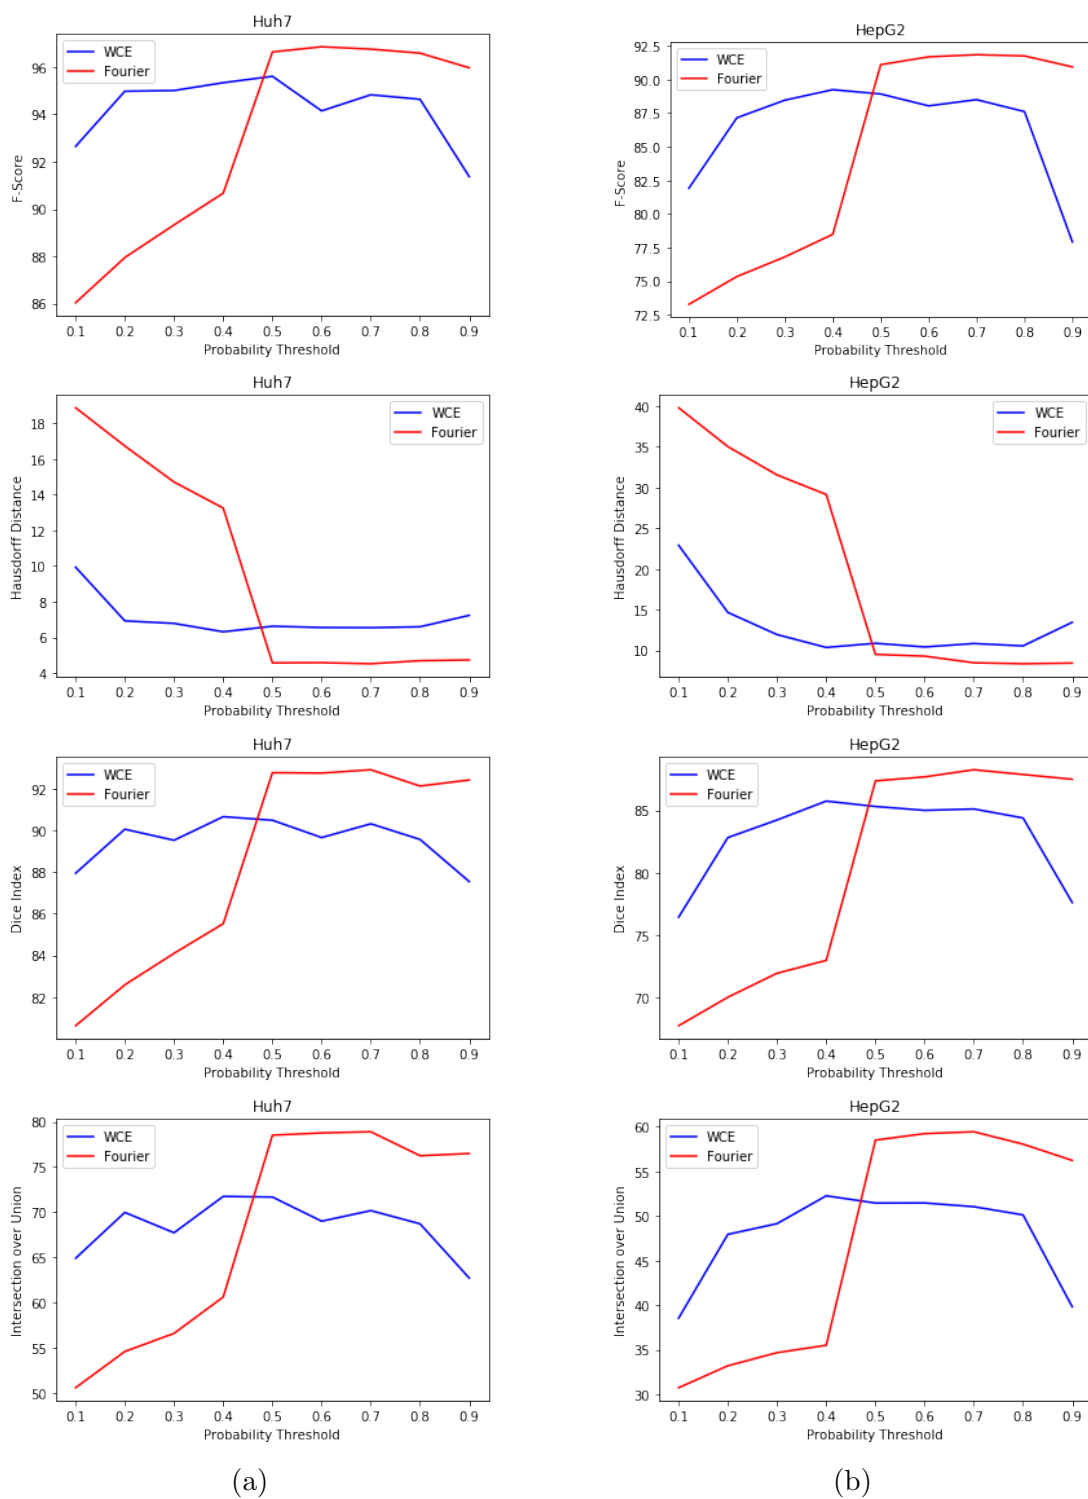 Huh7
WCE
Fourier
F-Score
96
94
92
90
88
86
0.1 0.2 0.3 0.4 0.5 0.6 0.7 0.8 0.9
Probability Threshold
HepG2
WCE
Fourier
F-Score
92.5
90.0
87.5
85.0
82.5
80.0
77.5
75.0
72.5
0.1 0.2 0.3 0.4 0.5 0.6 0.7 0.8 0.9
Probability Threshold
Huh7
WCE
Fourier
Hausdorff Distance
18
16
14
12
10
8
6
4
0.1 0.2 0.3 0.4 0.5 0.6 0.7 0.8 0.9
Probability Threshold
HepG2
WCE
Fourier
Hausdorff Distance
40
35
30
25
20
15
10
0.1 0.2 0.3 0.4 0.5 0.6 0.7 0.8 0.9
Probability Threshold
Huh7
WCE
Fourier
Dice Index
92
90
88
86
84
82
0.1 0.2 0.3 0.4 0.5 0.6 0.7 0.8 0.9
Probability Threshold
HepG2
WCE
Fourier
Dice Index
85
80
75
70
0.1 0.2 0.3 0.4 0.5 0.6 0.7 0.8 0.9
Probability Threshold
Huh7
WCE
Fourier
Intersection over Union
80
75
70
65
60
55
50
0.1 0.2 0.3 0.4 0.5 0.6 0.7 0.8 0.9
Probability Threshold
HepG2
WCE
Fourier
Intersection over Union
60
55
50
45
40
35
30
0.1 0.2 0.3 0.4 0.5 0.6 0.7 0.8 0.9
Probability Threshold
(a)
(b)